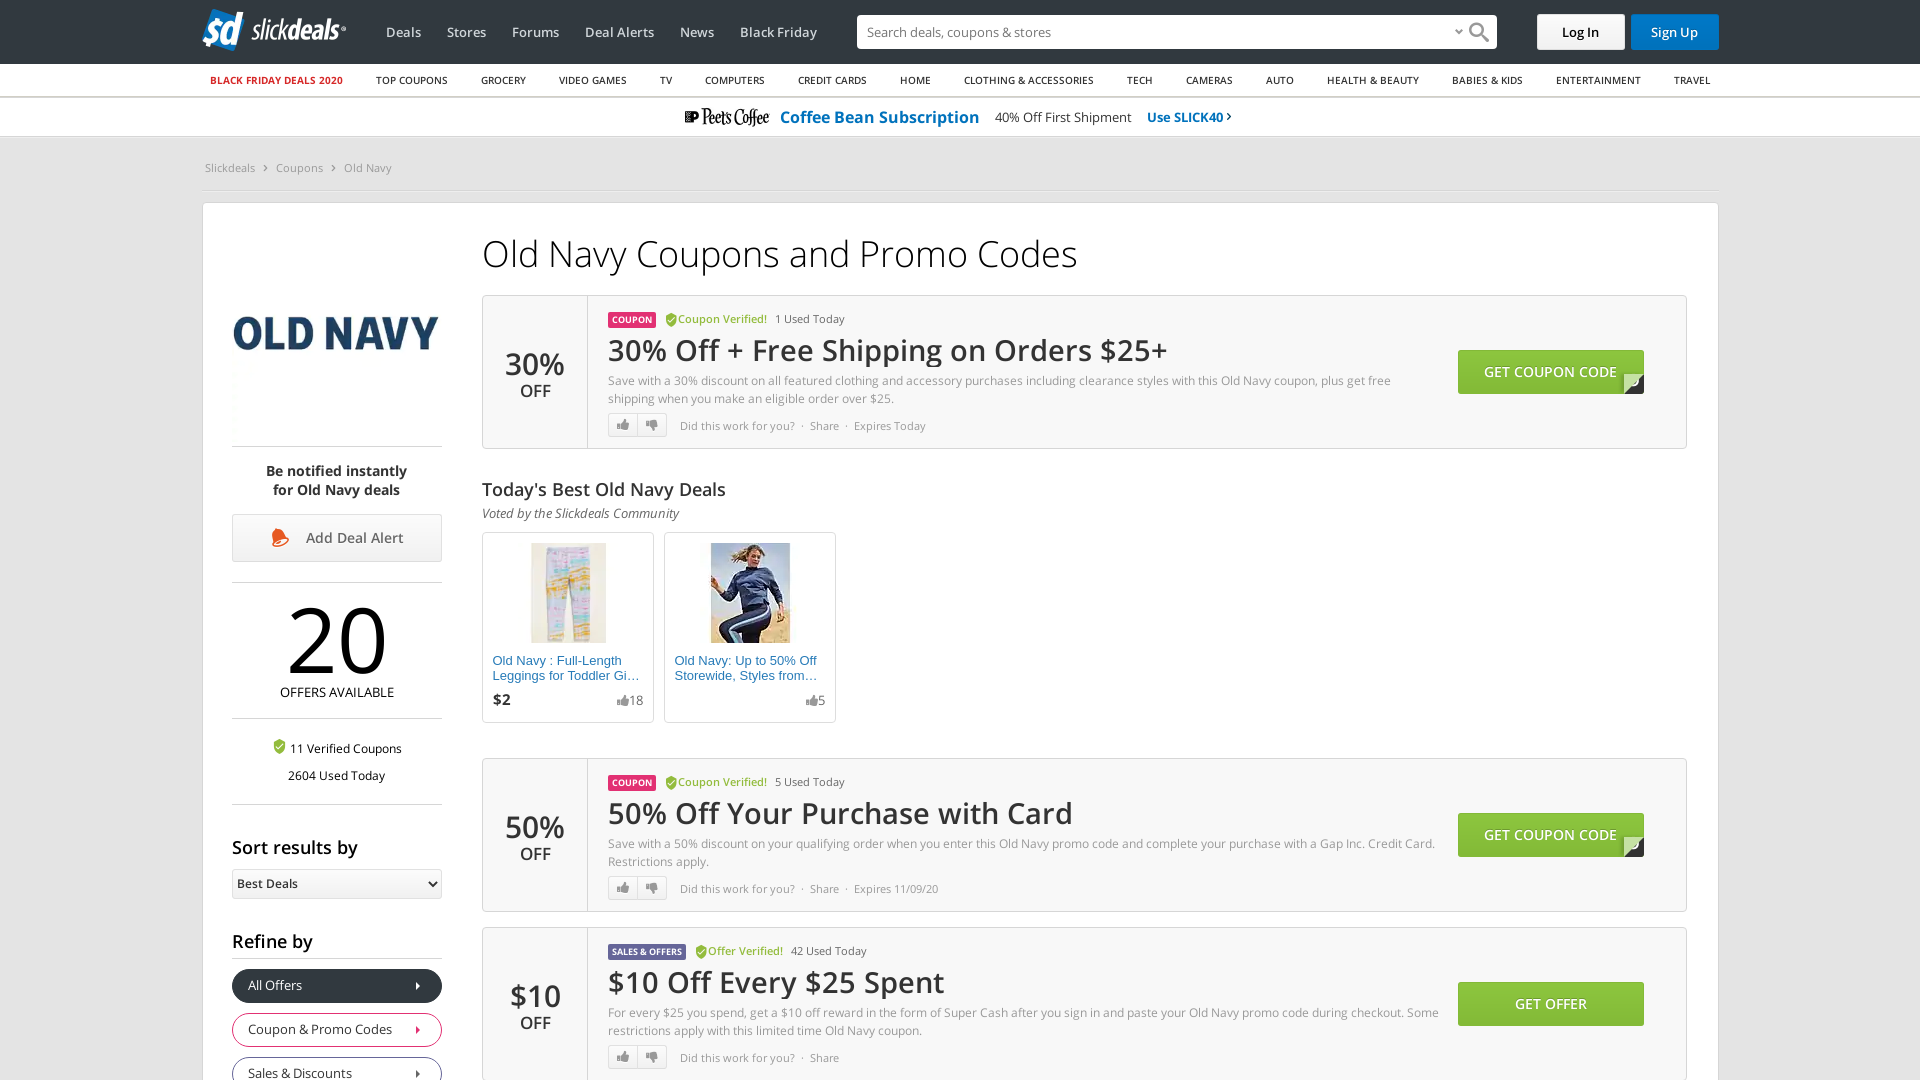 sd slickdeals
Deals
Stores
Forums
Deal Alerts
News
Black Friday
Search deals, coupons & stores
Log In
Sign Up
BLACK FRIDAY DEALS 2020
TOP COUPONS
GROCERY
VIDEO GAMES
TV
COMPUTERS
CREDIT CARDS
HOME
CLOTHING & ACCESSORIES
TECH
CAMERAS
AUTO
HEALTH & BEAUTY
BABIES & KIDS
ENTERTAINMENT
TRAVEL
Peet's Coffee Coffee Bean Subscription 40% Off First Shipment Use SLICK40 ›
Slickdeals › Coupons › Old Navy
OLD NAVY
Be notified instantly
for Old Navy deals
Add Deal Alert
20
OFFERS AVAILABLE
11 Verified Coupons
2604 Used Today
Sort results by
Best Deals
Refine by
All Offers
Coupon & Promo Codes
Sales & Discounts
Old Navy Coupons and Promo Codes
30%
OFF
COUPON Coupon Verified! 1 Used Today
30% Off + Free Shipping on Orders $25+
Save with a 30% discount on all featured clothing and accessory purchases including clearance styles with this Old Navy coupon, plus get free
shipping when you make an eligible order over $25.
Did this work for you? · Share · Expires Today
GET COUPON CODE
Today's Best Old Navy Deals
Voted by the Slickdeals Community
Old Navy : Full-Length
Leggings for Toddler Gi…
$2
18
Old Navy: Up to 50% Off
Storewide, Styles from…
5
50%
OFF
COUPON Coupon Verified! 5 Used Today
50% Off Your Purchase with Card
Save with a 50% discount on your qualifying order when you enter this Old Navy promo code and complete your purchase with a Gap Inc. Credit Card.
Restrictions apply.
Did this work for you? · Share · Expires 11/09/20
GET COUPON CODE
$10
OFF
SALES & OFFERS Offer Verified! 42 Used Today
$10 Off Every $25 Spent
For every $25 you spend, get a $10 off reward in the form of Super Cash after you sign in and paste your Old Navy promo code during checkout. Some
restrictions apply with this limited time Old Navy coupon.
Did this work for you? · Share
GET OFFER